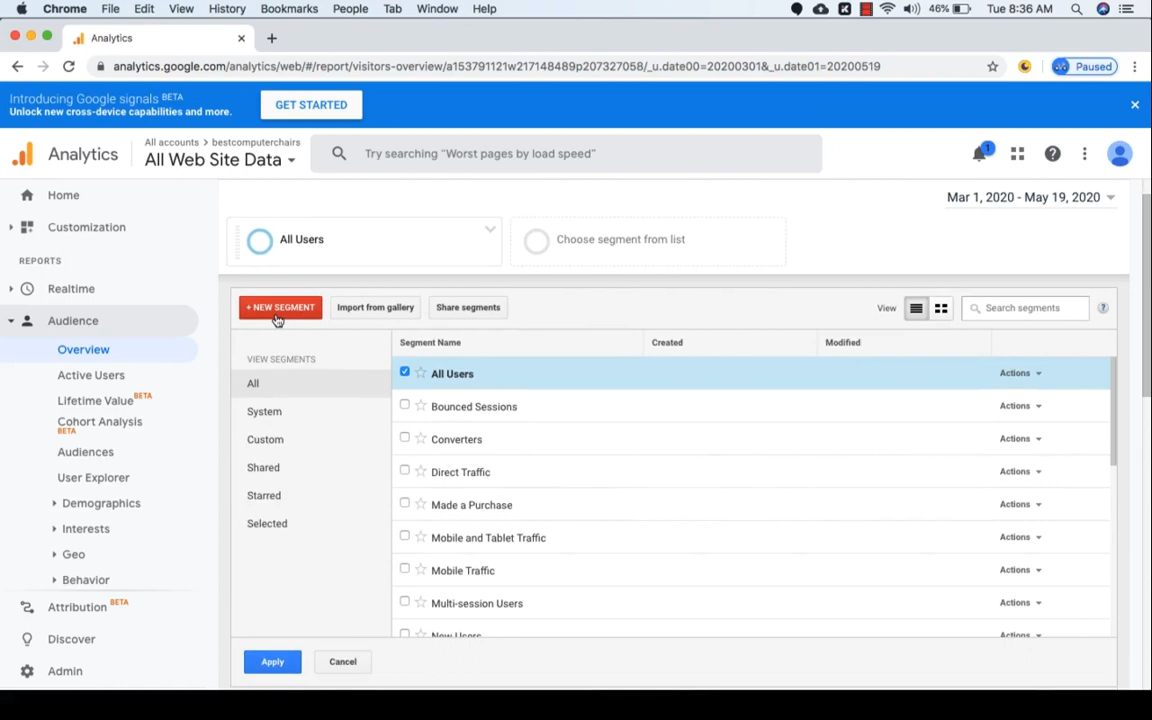 Chrome File Edit View History Bookmarks People Tab Window Help 46% Tue 8:36 AM
Analytics
analytics.google.com/analytics/web/#/report/visitors-overview/a153791121w217148489p207327058/_u.date00=20200301&_u.date01=20200519 Paused
Introducing Google signals BETA
Unlock new cross-device capabilities and more.
GET STARTED
Analytics
All accounts > bestcomputerchairs
All Web Site Data
Try searching "Worst pages by load speed"
1
Home
Customization
REPORTS
Realtime
Audience
Overview
Active Users
Lifetime Value BETA
Cohort Analysis
BETA
Audiences
User Explorer
Demographics
Interests
Geo
Behavior
Attribution BETA
Discover
Admin
Mar 1, 2020 - May 19, 2020
All Users
Choose segment from list
+ NEW SEGMENT Import from gallery Share segments View Search segments ?
VIEW SEGMENTS
All
System
Custom
Shared
Starred
Selected
Segment Name Created Modified
All Users Actions
Bounced Sessions Actions
Converters Actions
Direct Traffic Actions
Made a Purchase Actions
Mobile and Tablet Traffic Actions
Mobile Traffic Actions
Multi-session Users Actions
New Users Actions
Apply Cancel